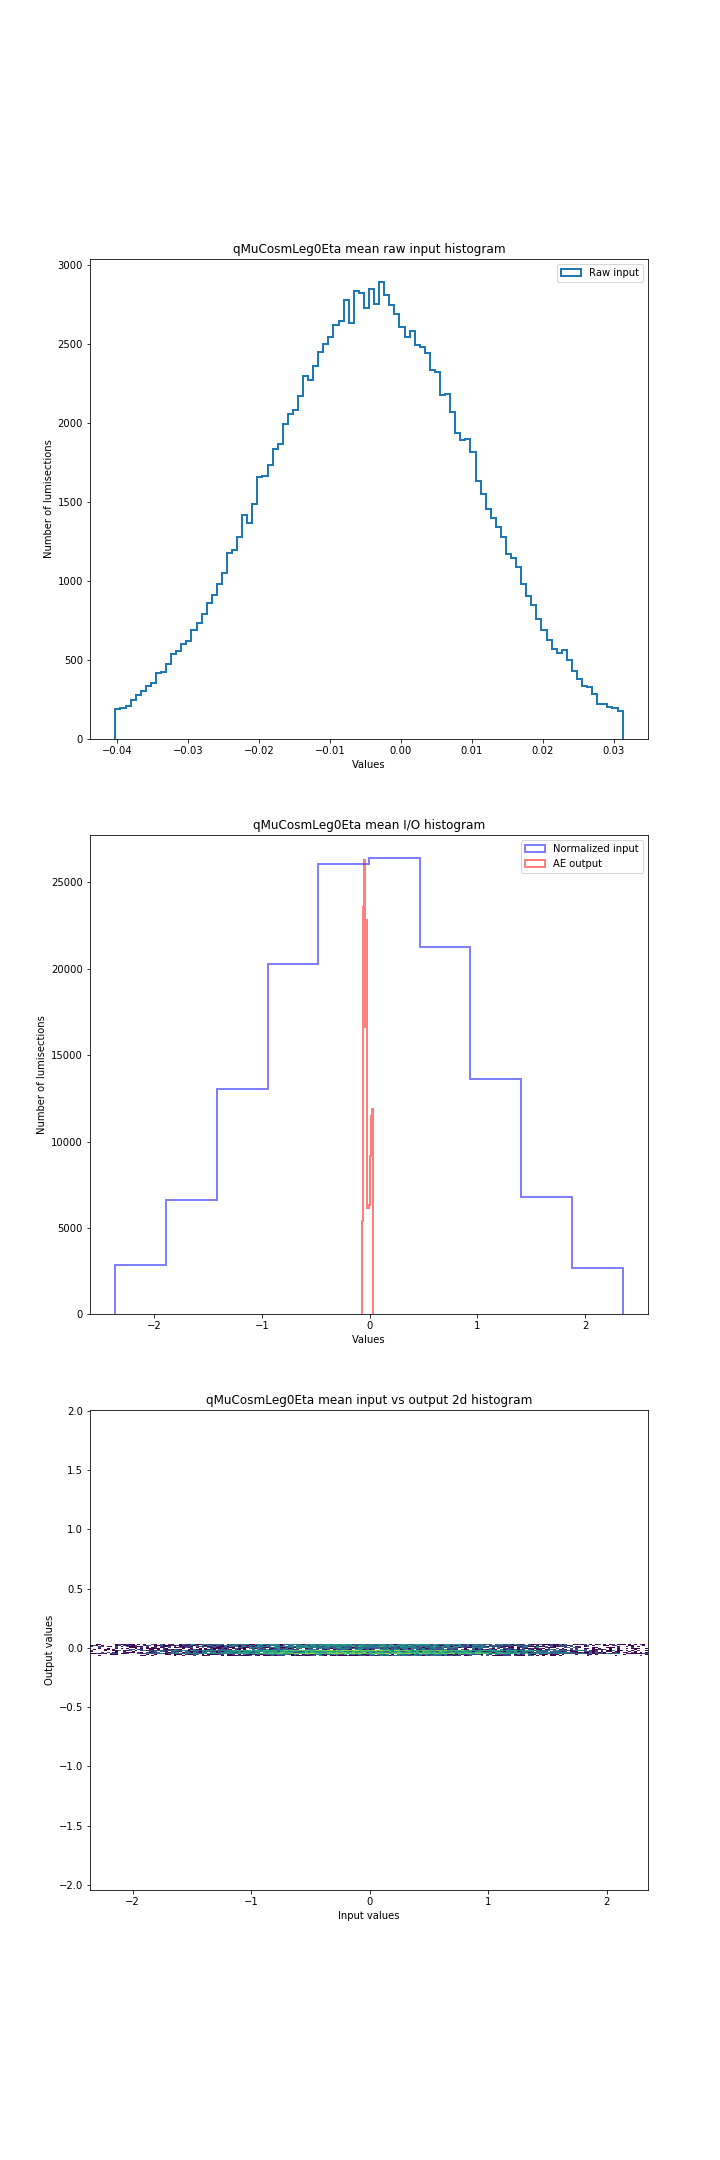 qMuCosmLeg0Eta mean raw input histogram
3000
2500
2000
1500
1000
500
0
Number of lumisections
Raw input
−0.04 −0.03 −0.02 −0.01 0.00 0.01 0.02 0.03
Values
qMuCosmLeg0Eta mean I/O histogram
25000
20000
15000
10000
5000
0
Number of lumisections
Normalized input
AE output
−2 −1 0 1 2
Values
qMuCosmLeg0Eta mean input vs output 2d histogram
2.0
1.5
1.0
0.5
0.0
−0.5
−1.0
−1.5
−2.0
Output values
−2 −1 0 1 2
Input values